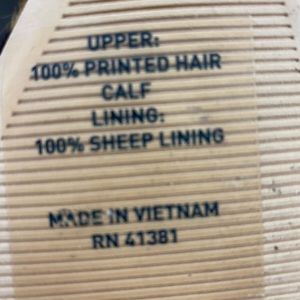 UPPER:
100% PRINTED HAIR
CALF
LINING:
100% SHEEP LINING
MADE IN VIETNAM
RN 41381